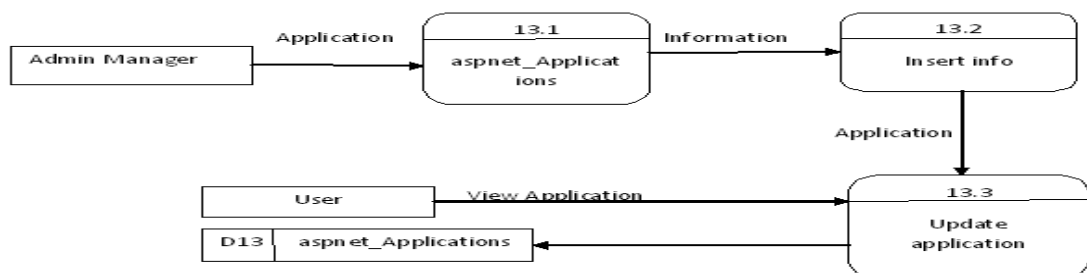 Admin Manager
Application
13.1
aspnet_Applicat
ions
Information
13.2
Insert info
Application
User
View Application
13.3
Update
application
D13
aspnet_Applications